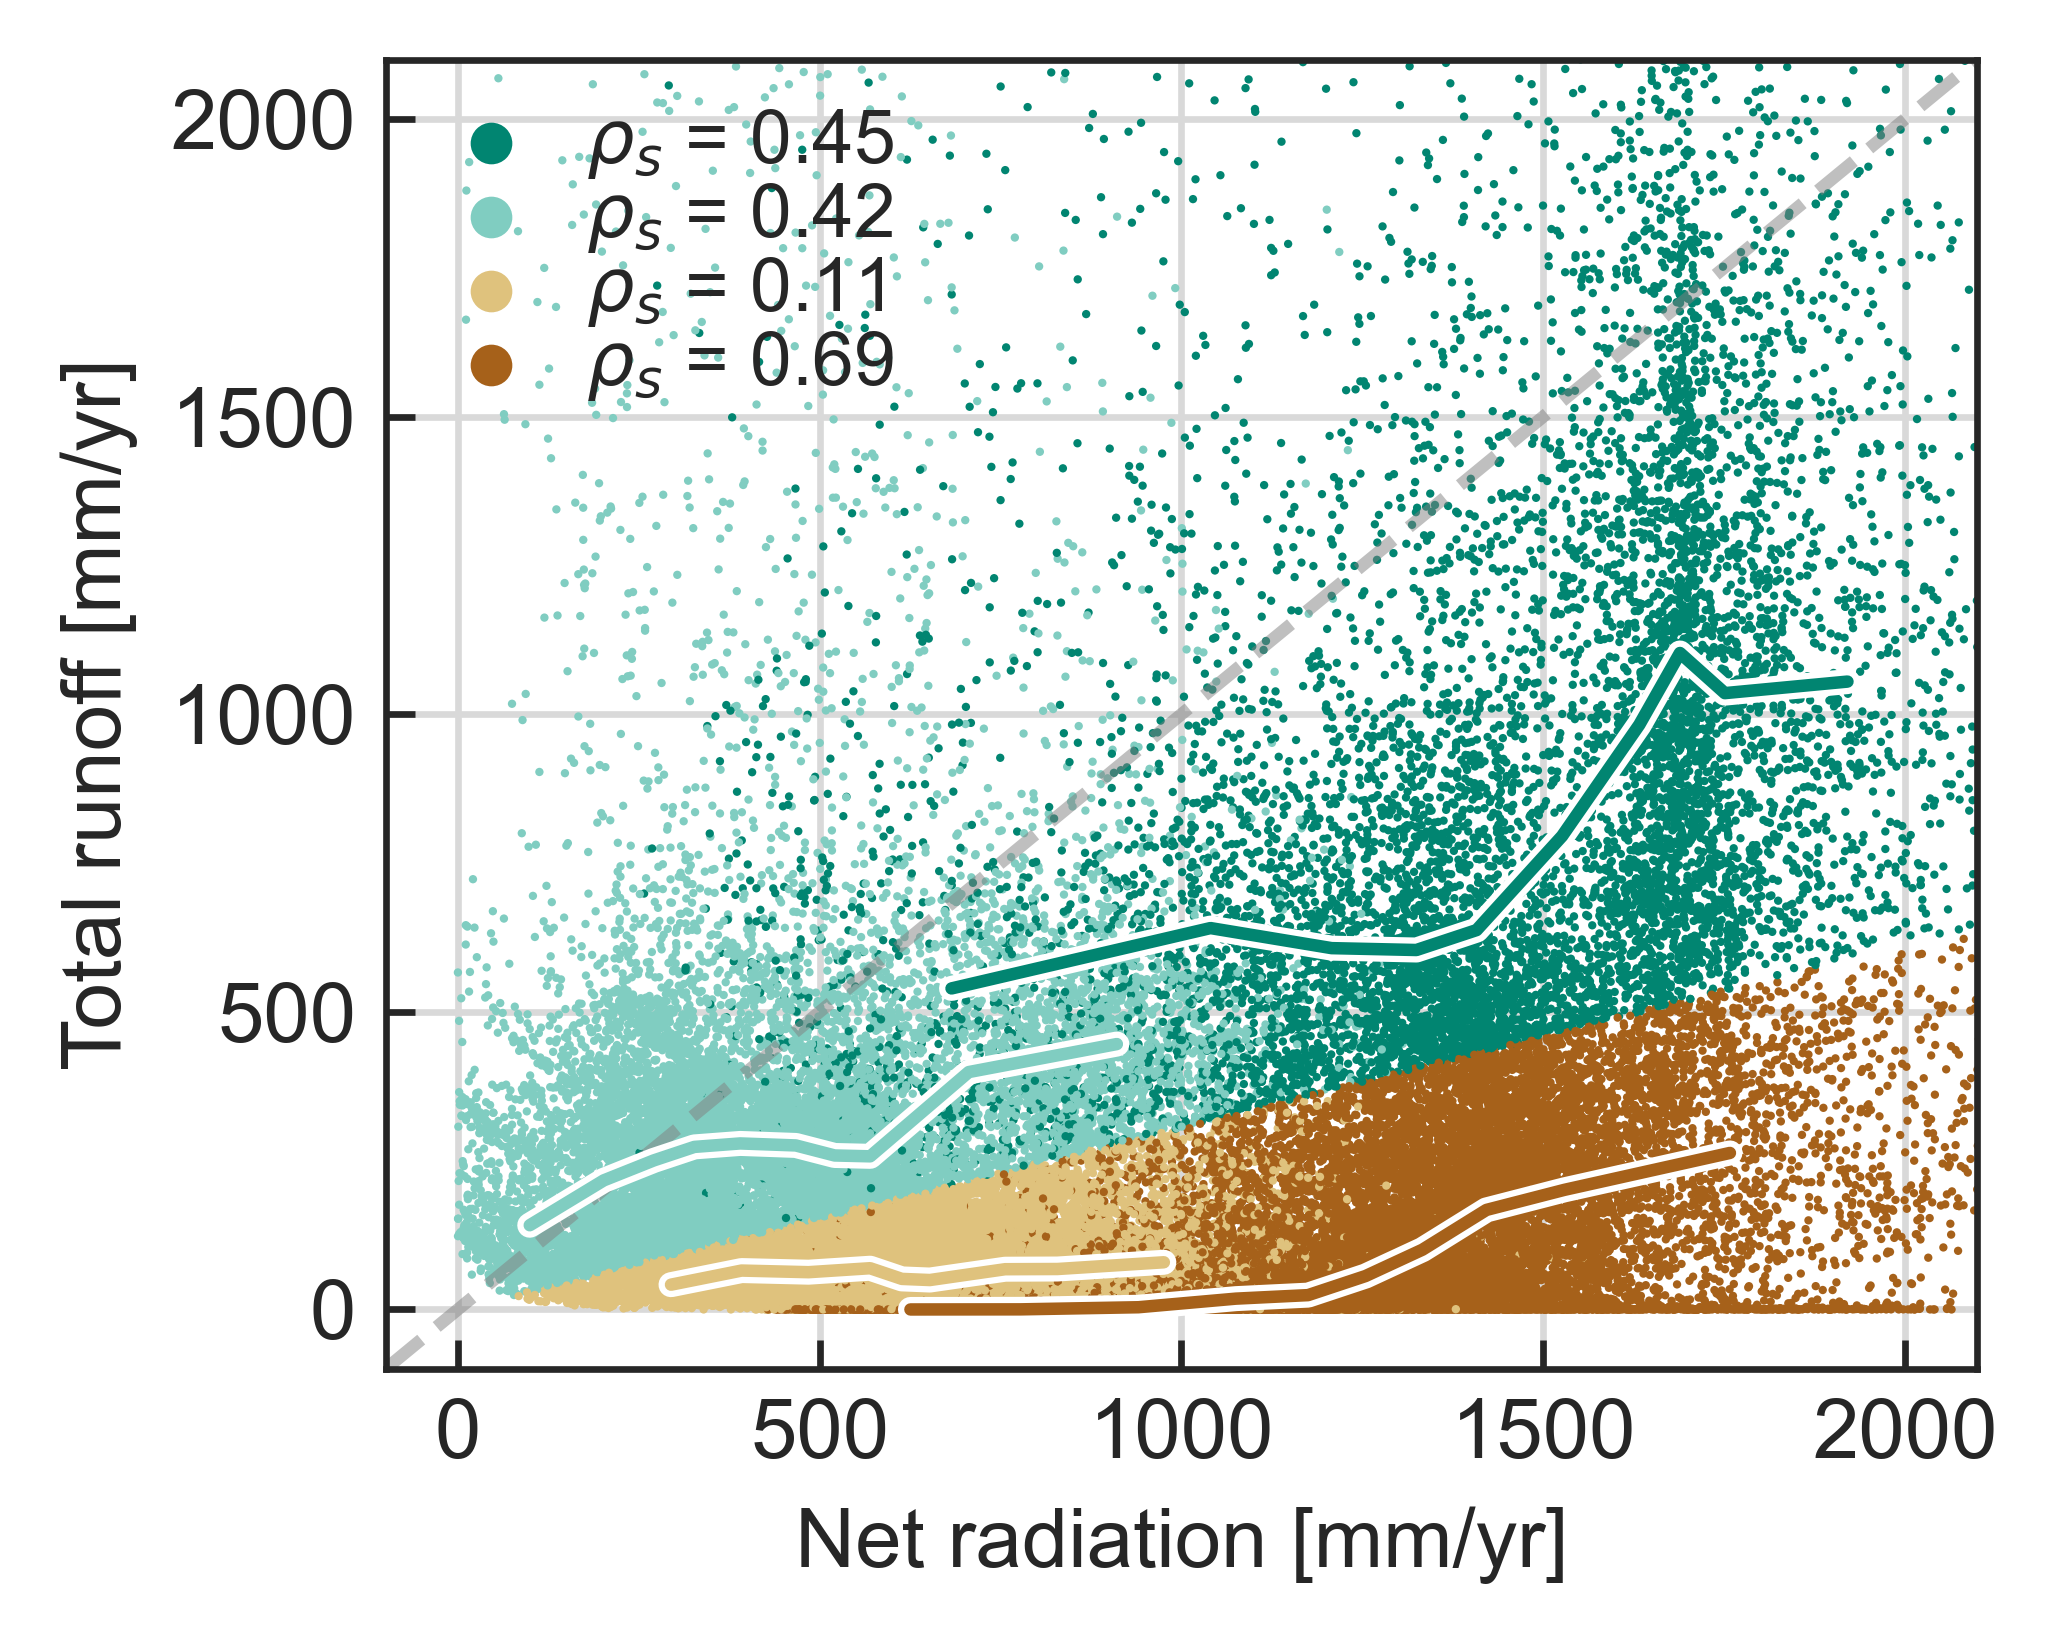 Total runoff [mm/yr]
2000
1500
1000
500
0
ρs = 0.45
ρs = 0.42
ρs = 0.11
ρs = 0.69
0 500 1000 1500 2000
Net radiation [mm/yr]